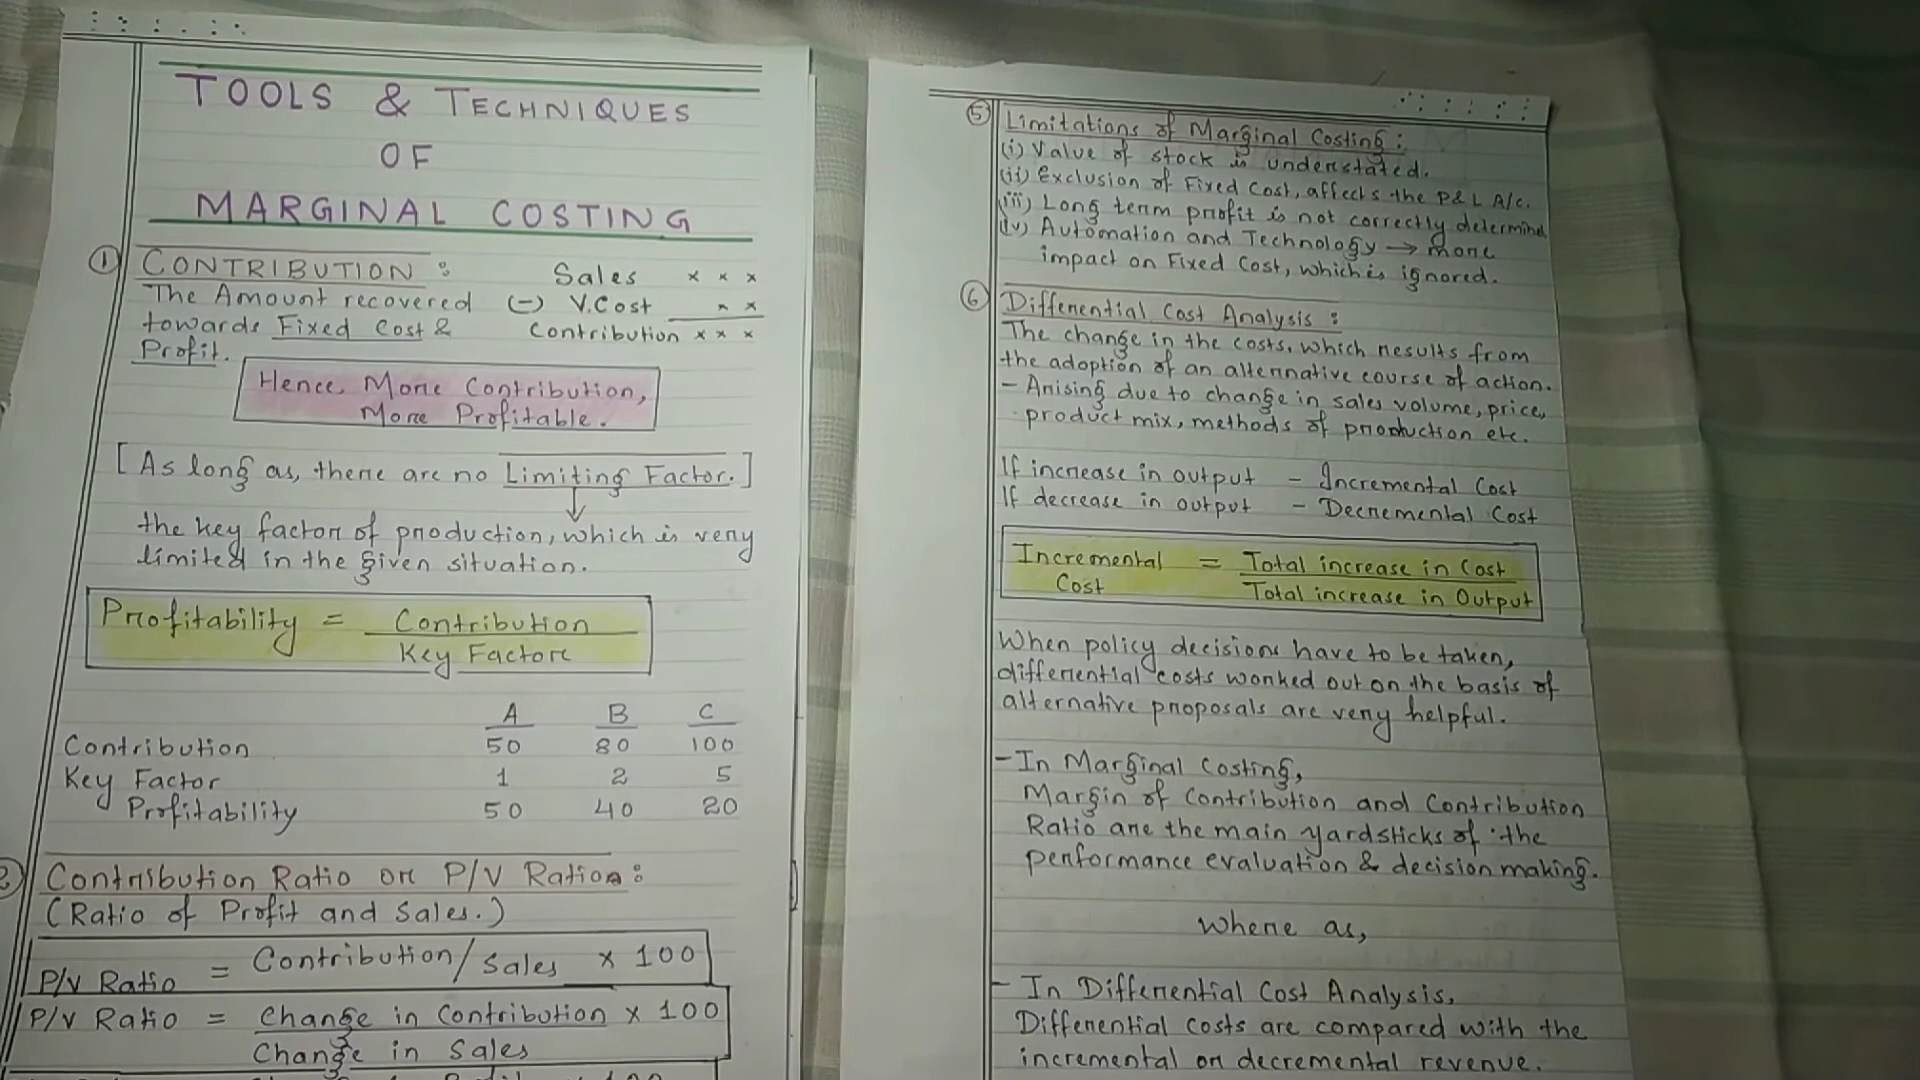 TOOLS & TECHNIQUES
OF
MARGINAL COSTING
① CONTRIBUTION :
The Amount recovered
towards Fixed Cost &
Profit.
Sales x x x
(-) V.Cost x x
Contribution x x x
Hence, More Contribution,
More Profitable.
[As long as, there are no Limiting Factor.]
↓
the key factor of production, which is very
limited in the given situation.
Profitability = Contribution
Key Factor
A B C
Contribution 50 80 100
Key Factor 1 2 5
Profitability 50 40 20
② Contribution Ratio or P/V Ratio :
(Ratio of Profit and Sales.)
P/V Ratio = Contribution/Sales x 100
P/V Ratio = Change in Contribution x 100
Change in Sales
⑤ Limitations of Marginal Costing :
(i) Value of stock is understated.
(ii) Exclusion of Fixed Cost, affects the P&L A/c.
(iii) Long term profit is not correctly determined
(iv) Automation and Technology → more
impact on Fixed Cost, which is ignored.
⑥ Differential Cost Analysis :
The change in the costs, which results from
the adoption of an alternative course of action.
- Arising due to change in sales volume, price,
product mix, methods of production etc.
If increase in output - Incremental Cost
If decrease in output - Decremental Cost
Incremental Cost = Total increase in Cost
Total increase in Output
When policy decisions have to be taken,
differential costs worked out on the basis of
alternative proposals are very helpful.
- In Marginal Costing,
Margin of Contribution and Contribution
Ratio are the main yardsticks of the
performance evaluation & decision making.
Where as,
- In Differential Cost Analysis,
Differential costs are compared with the
incremental or decremental revenue.